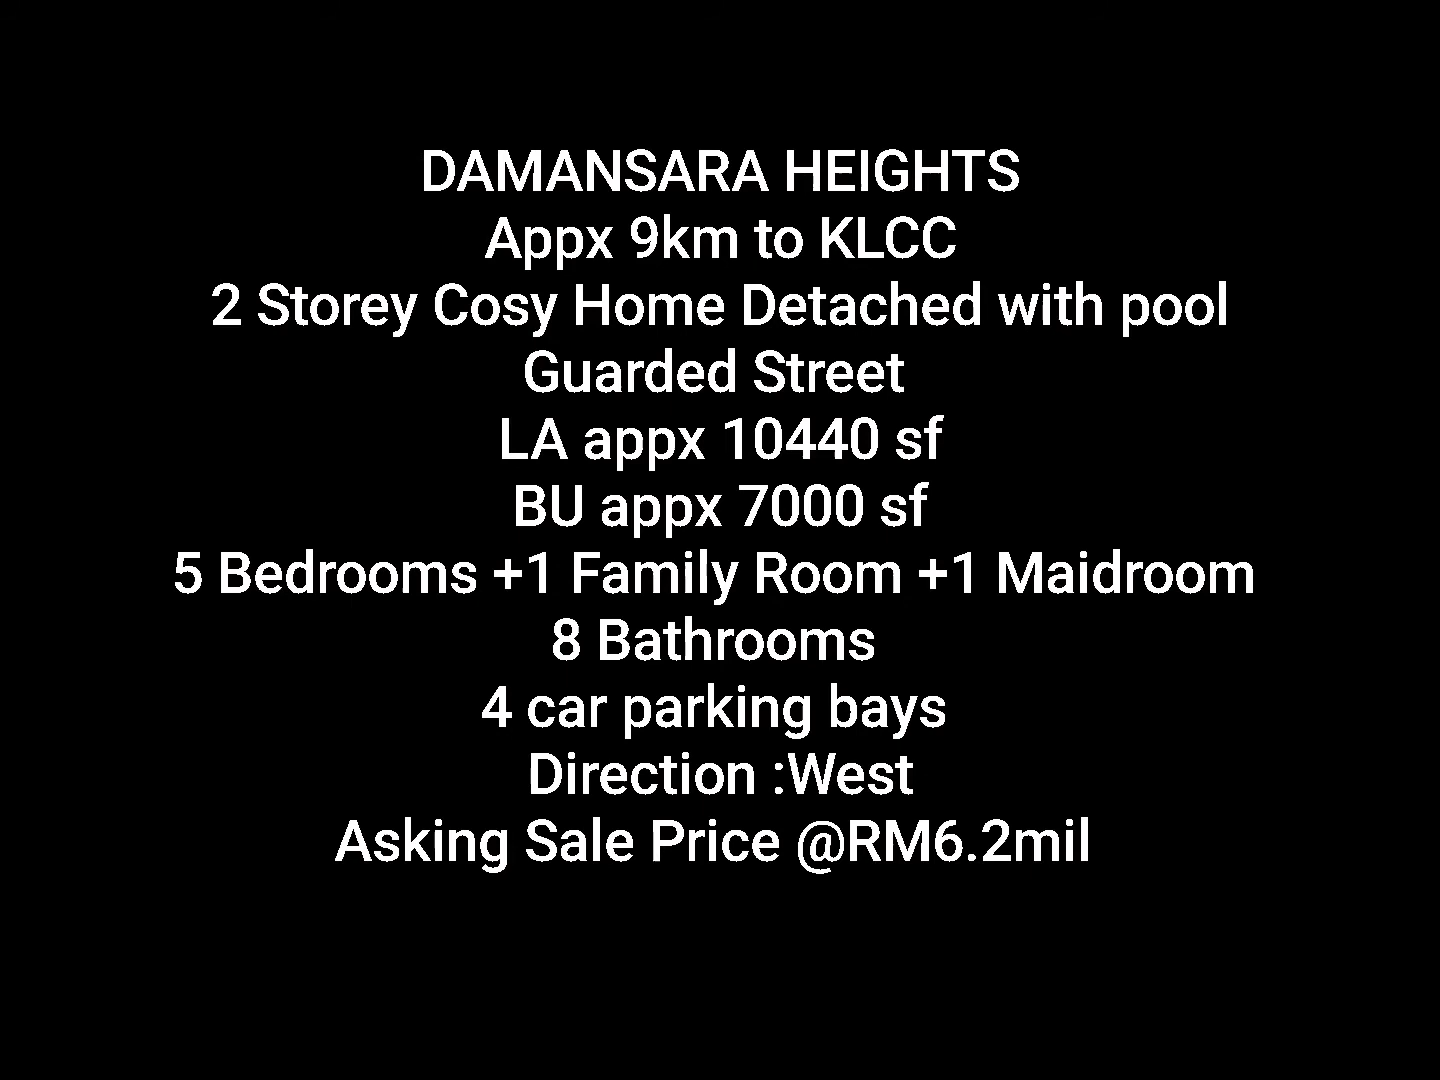 DAMANSARA HEIGHTS
Appx 9km to KLCC
2 Storey Cosy Home Detached with pool
Guarded Street
LA appx 10440 sf
BU appx 7000 sf
5 Bedrooms +1 Family Room +1 Maidroom
8 Bathrooms
4 car parking bays
Direction :West
Asking Sale Price @RM6.2mil